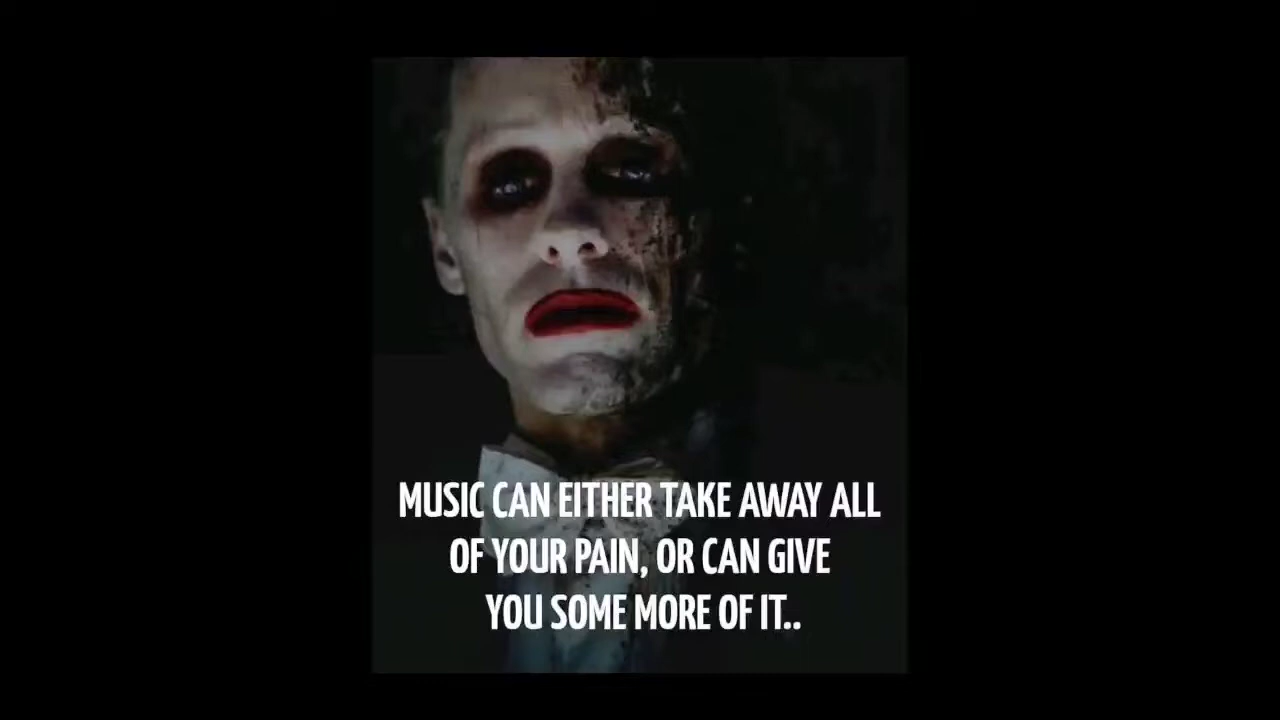 MUSIC CAN EITHER TAKE AWAY ALL
OF YOUR PAIN, OR CAN GIVE
YOU SOME MORE OF IT..